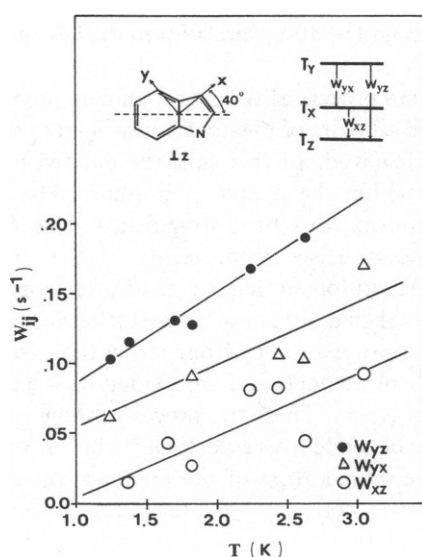 y
x
40°
N
⊥z
T_Y
W_yx
W_yz
T_X
W_xz
T_Z
W_ij (s⁻¹)
.20
.15
.10
.05
0.0
1.0
1.5
2.0
2.5
3.0
T (K)
● W_yz
△ W_yx
○ W_xz